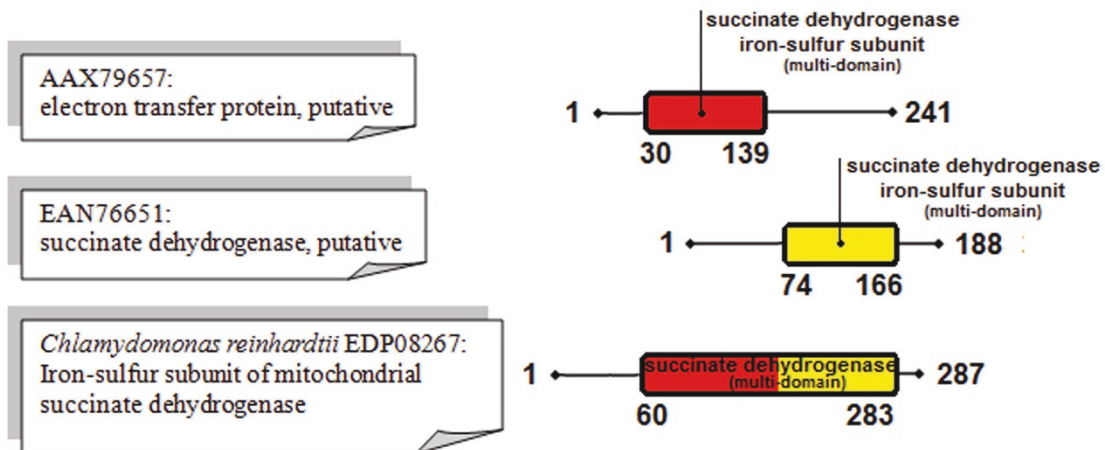 AAX79657:
electron transfer protein, putative
succinate dehydrogenase
iron-sulfur subunit
(multi-domain)
1
241
30
139
EAN76651:
succinate dehydrogenase, putative
succinate dehydrogenase
iron-sulfur subunit
(multi-domain)
1
188
74
166
Chlamydomonas reinhardtii EDP08267:
Iron-sulfur subunit of mitochondrial
succinate dehydrogenase
1
succinate dehydrogenase
(multi-domain)
287
60
283